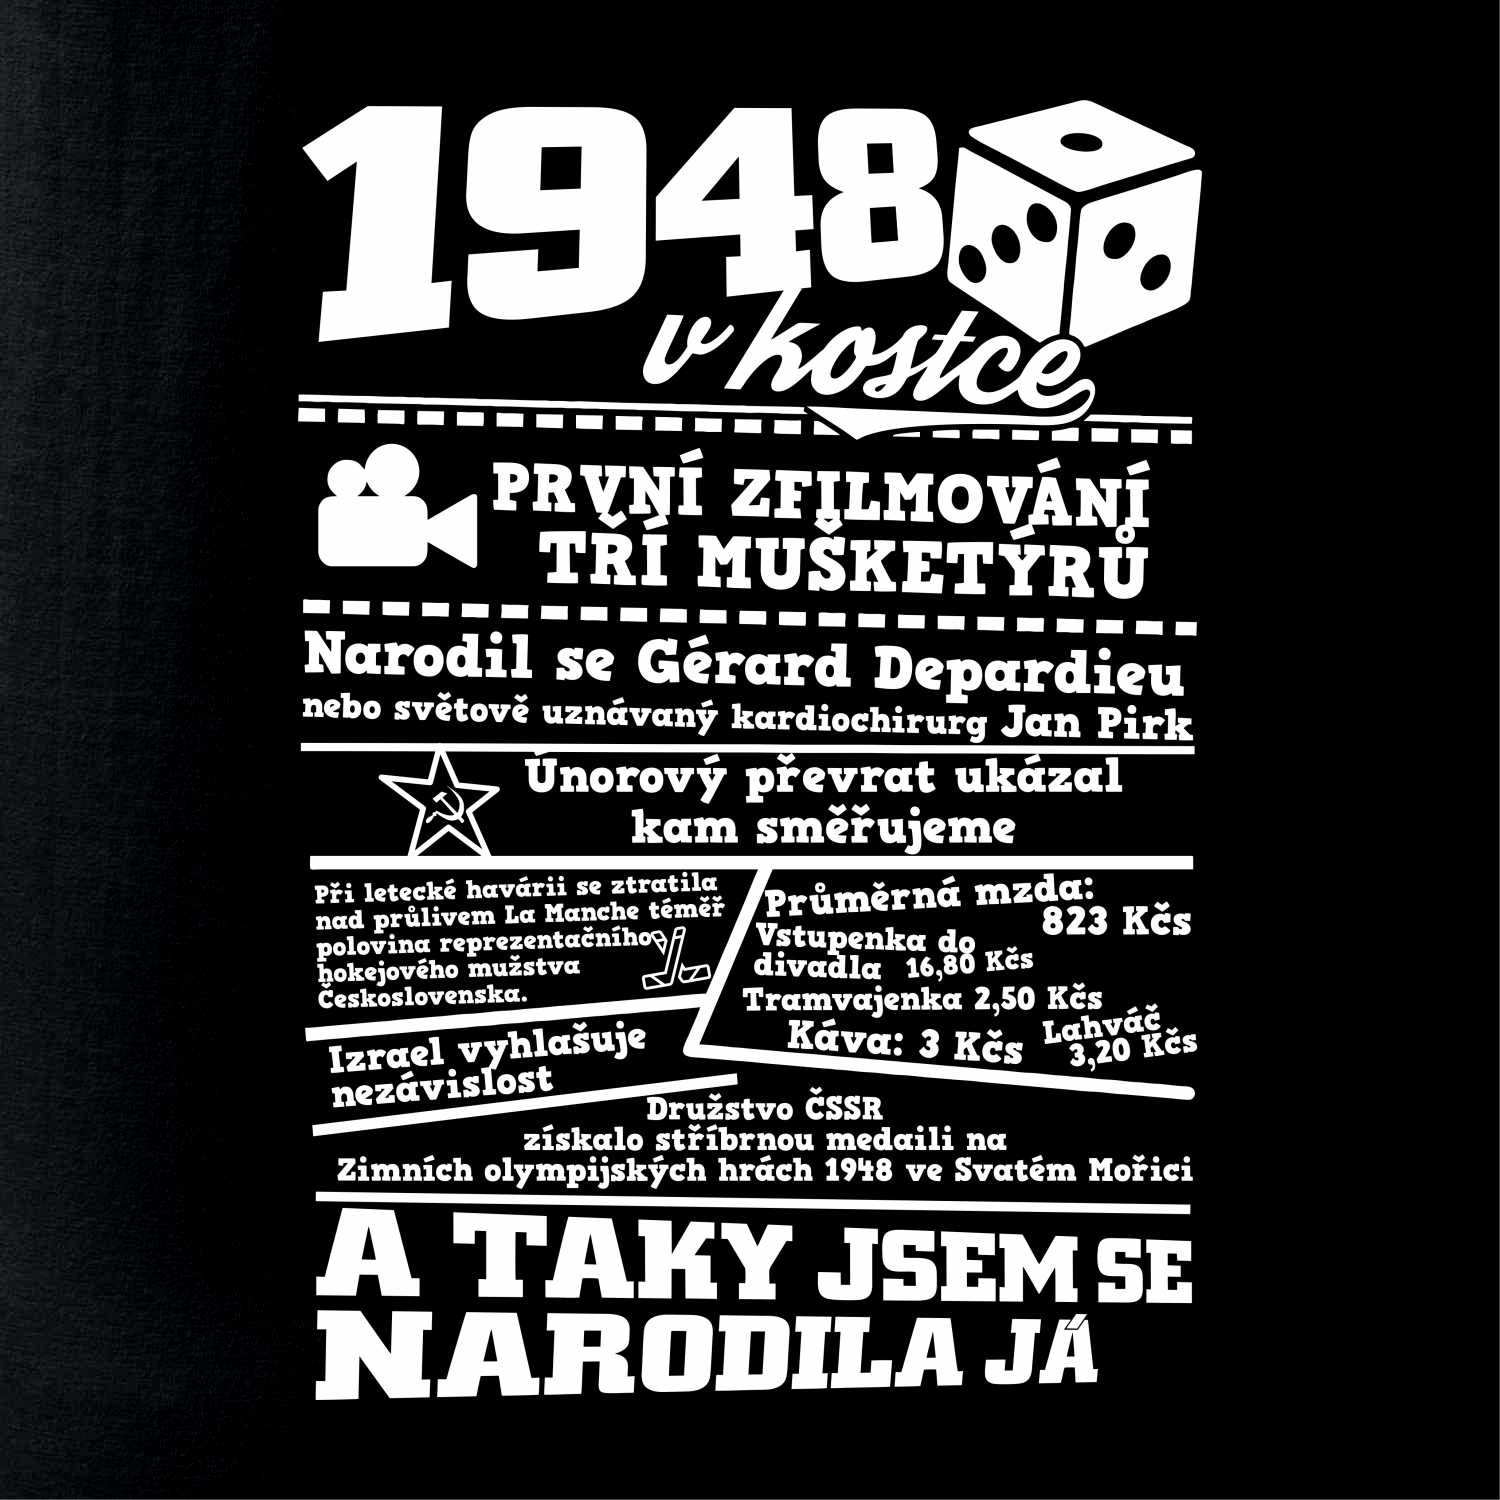 1948
v kostce
PRVNÍ ZFILMOVÁNÍ
TŘÍ MUŠKETÝRŮ
Narodil se Gérard Depardieu
nebo světově uznávaný kardiochirurg Jan Pirk
Únorový převrat ukázal
kam směřujeme
Při letecké havárii se ztratila
nad průlivem La Manche téměř
polovina reprezentačního
hokejového mužstva
Československa.
Průměrná mzda:
823 Kčs
Vstupenka do
divadla 16,80 Kčs
Tramvajenka 2,50 Kčs
Káva: 3 Kčs
Lahváč
3,20 Kčs
Izrael vyhlašuje
nezávislost
Družstvo ČSSR
získalo stříbrnou medaili na
Zimních olympijských hrách 1948 ve Svatém Mořici
A TAKY JSEM SE
NARODILA JÁ